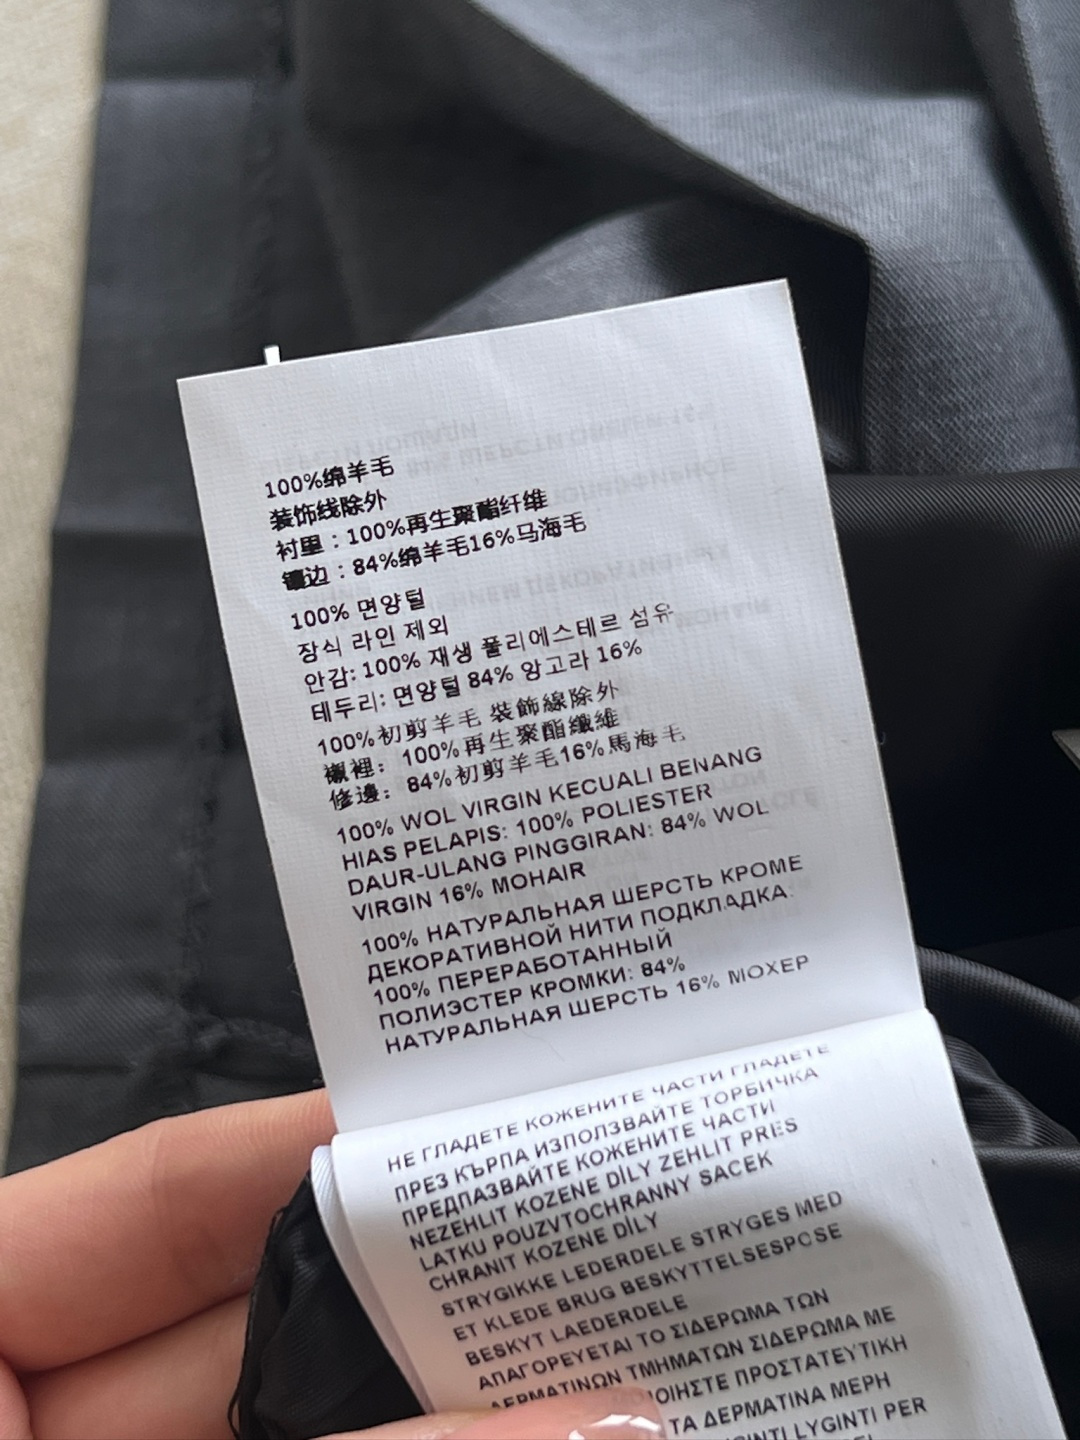 100%绵羊毛
装饰线除外
衬里：100%再生聚酯纤维
镶边：84%绵羊毛16%马海毛
100% 면양털
장식 라인 제외
안감: 100% 재생 폴리에스테르 섬유
테두리: 면양털 84% 앙고라 16%
100%初剪羊毛 裝飾線除外
襯裡： 100%再生聚酯纖維
修邊： 84%初剪羊毛16%馬海毛
100% WOL VIRGIN KECUALI BENANG
HIAS PELAPIS: 100% POLIESTER
DAUR-ULANG PINGGIRAN: 84% WOL
VIRGIN 16% MOHAIR
100% НАТУРАЛЬНАЯ ШЕРСТЬ КРОМЕ
ДЕКОРАТИВНОЙ НИТИ ПОДКЛАДКА:
100% ПЕРЕРАБОТАННЫЙ
ПОЛИЭСТЕР КРОМКИ: 84%
НАТУРАЛЬНАЯ ШЕРСТЬ 16% МОХЕР
НЕ ГЛАДЕТЕ КОЖЕНИТЕ ЧАСТИ ГЛАДЕТЕ
ПРЕЗ КЪРПА ИЗПОЛЗВАЙТЕ ТОРБИЧКА
ПРЕДПАЗВАЙТЕ КОЖЕНИТЕ ЧАСТИ
NEZEHLIT KOZENE DÍLY ZEHLIT PRES
LATKU POUZVTOCHRANNY SACEK
CHRANIT KOZENE DÍLY
STRYGIKKE LEDERDELE STRYGES MED
ET KLEDE BRUG BESKYTTELSESPOSE
BESKYT LAEDERDELE
ΑΠΑΓΟΡΕΥΕΤΑΙ ΤΟ ΣΙΔΕΡΩΜΑ ΤΩΝ
ΔΕΡΜΑΤΙΝΩΝ ΤΜΗΜΑΤΩΝ ΣΙΔΕΡΩΜΑ ΜΕ
ΠΡΟΣΤΑΤΕΥΤΙΚΗ
ΤΑ ΔΕΡΜΑΤΙΝΑ ΜΕΡΗ
LYGINTI PER